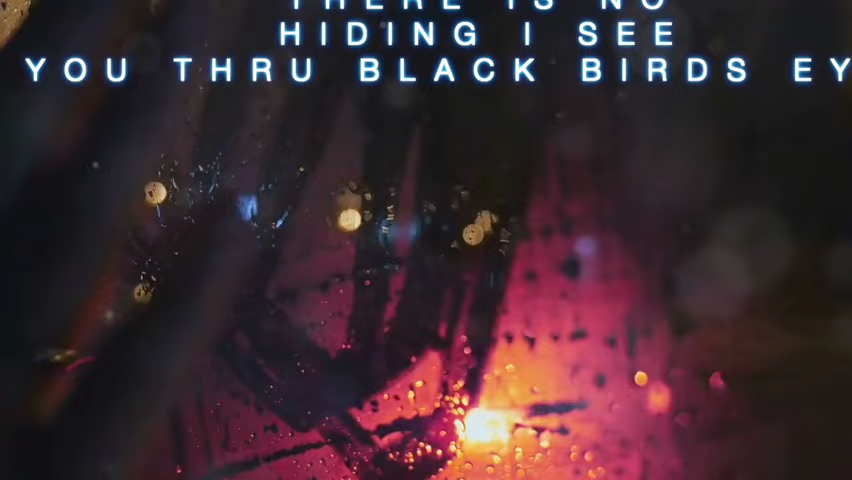 THERE IS NO
HIDING I SEE
YOU THRU BLACK BIRDS EY